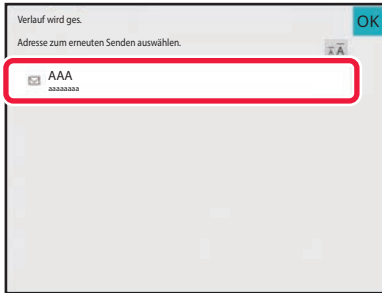 Verlauf wird ges.
OK
Adresse zum erneuten Senden auswählen.
A A
AAA
aaaaaaaa